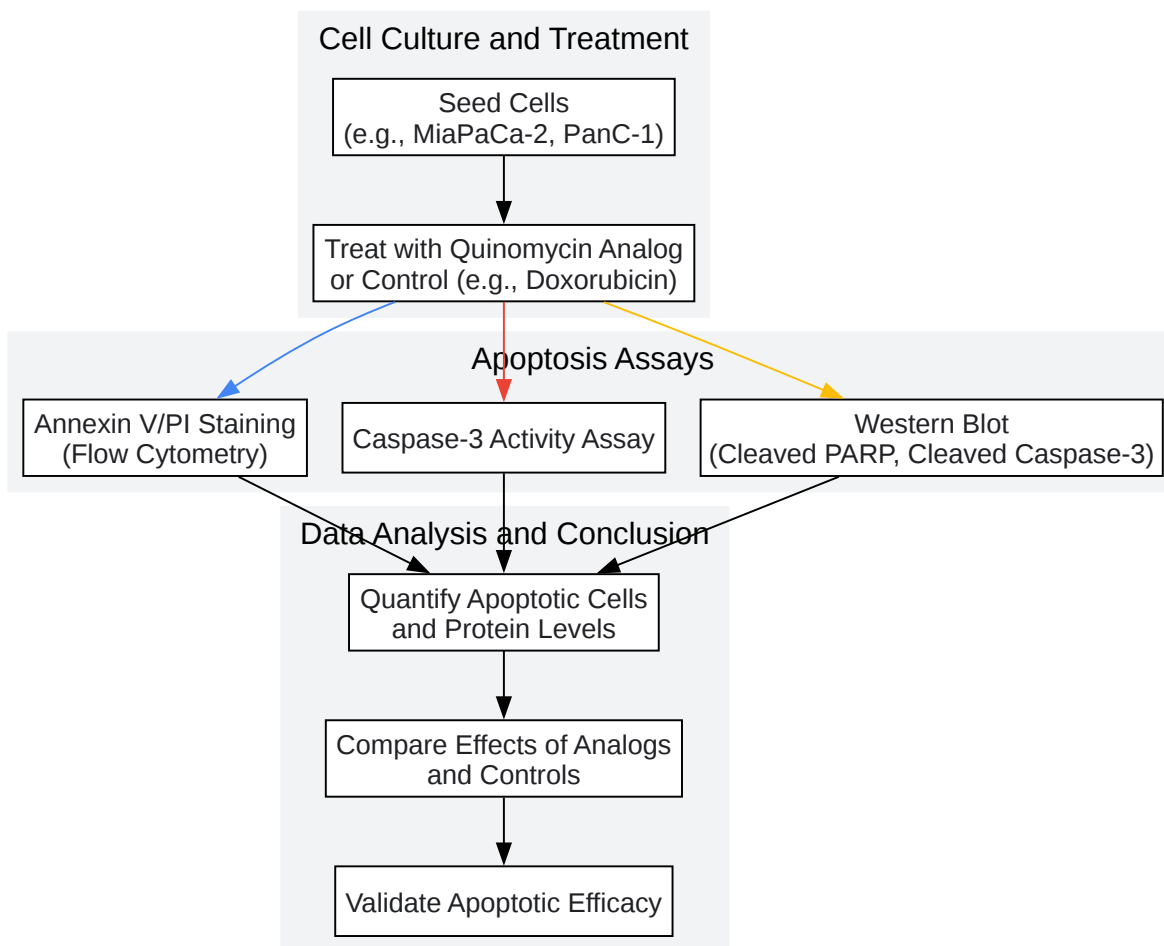 Cell Culture and Treatment
Seed Cells
(e.g., MiaPaCa-2, PanC-1)
Treat with Quinomycin Analog
or Control (e.g., Doxorubicin)
Apoptosis Assays
Annexin V/PI Staining
(Flow Cytometry)
Caspase-3 Activity Assay
Western Blot
(Cleaved PARP, Cleaved Caspase-3)
Data Analysis and Conclusion
Quantify Apoptotic Cells
and Protein Levels
Compare Effects of Analogs
and Controls
Validate Apoptotic Efficacy